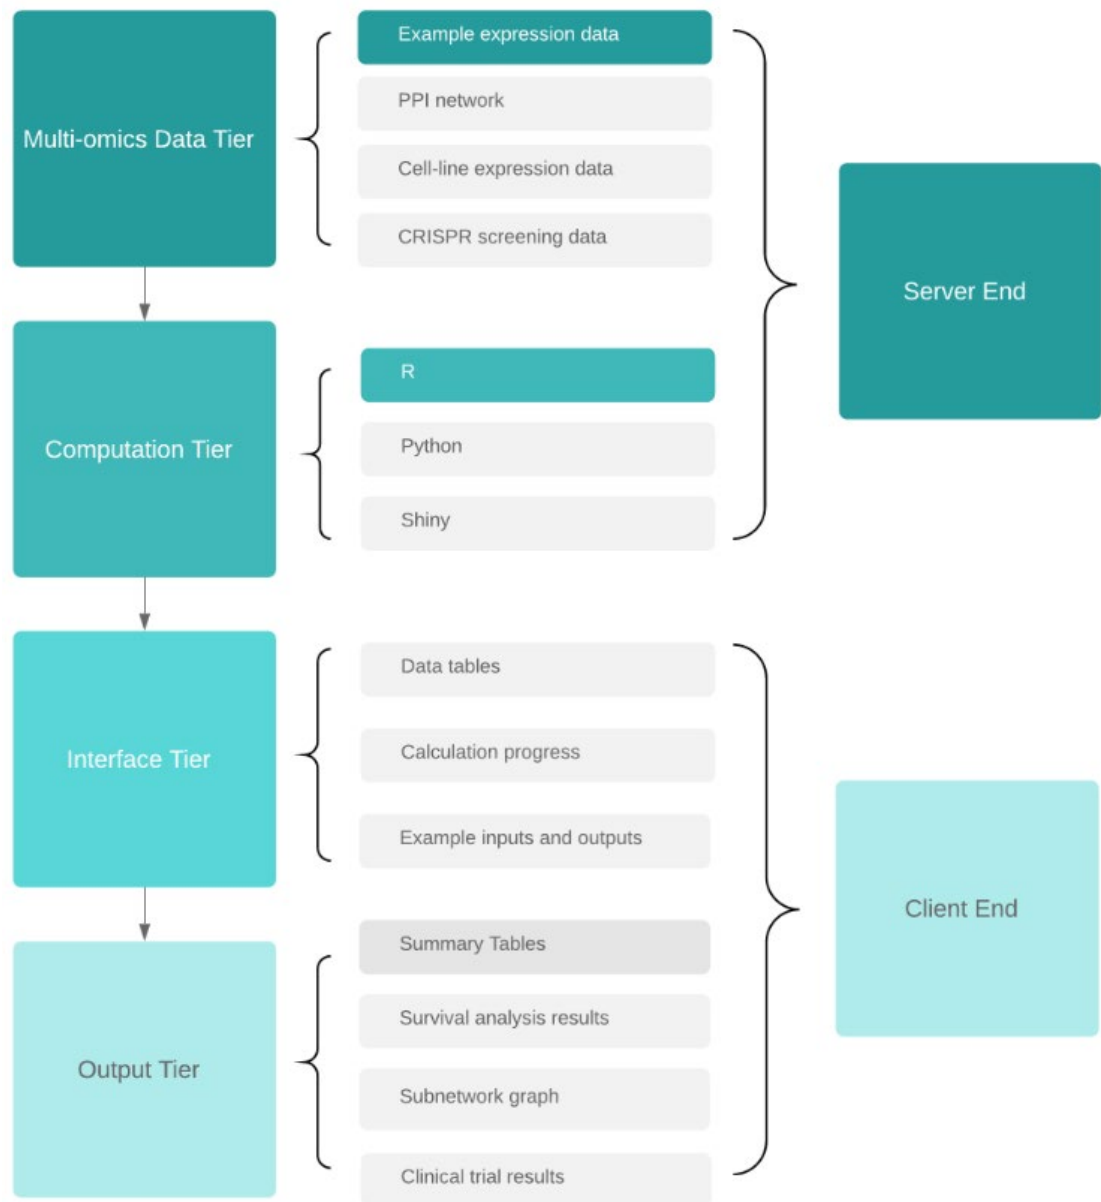 Multi-omics Data Tier
Example expression data
PPI network
Cell-line expression data
CRISPR screening data
Computation Tier
R
Python
Shiny
Server End
Interface Tier
Data tables
Calculation progress
Example inputs and outputs
Output Tier
Summary Tables
Survival analysis results
Subnetwork graph
Clinical trial results
Client End